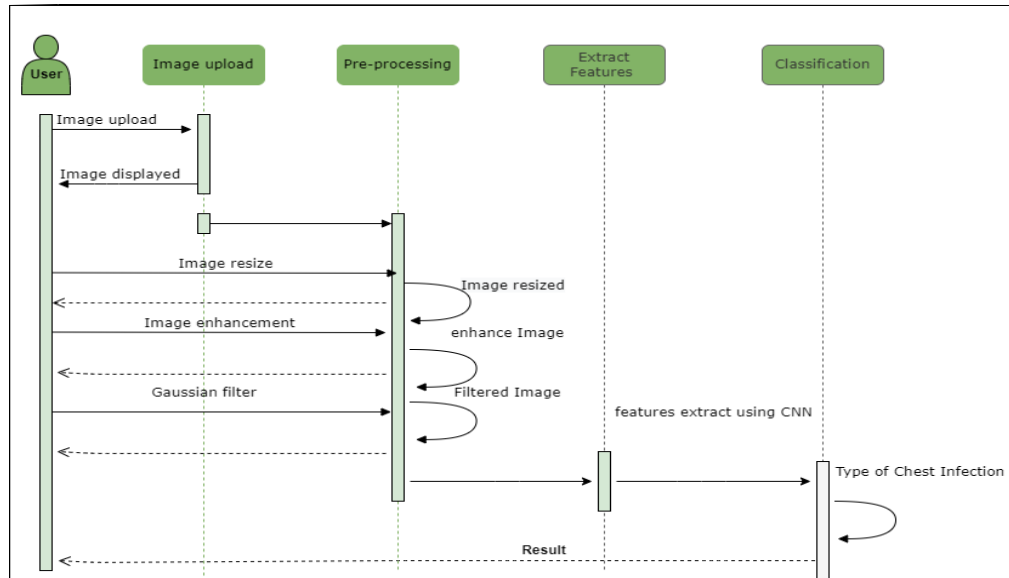 User
Image upload
Pre-processing
Extract
Features
Classification
Image upload
Image displayed
Image resize
Image resized
Image enhancement
enhance Image
Gaussian filter
Filtered Image
features extract using CNN
Type of Chest Infection
Result